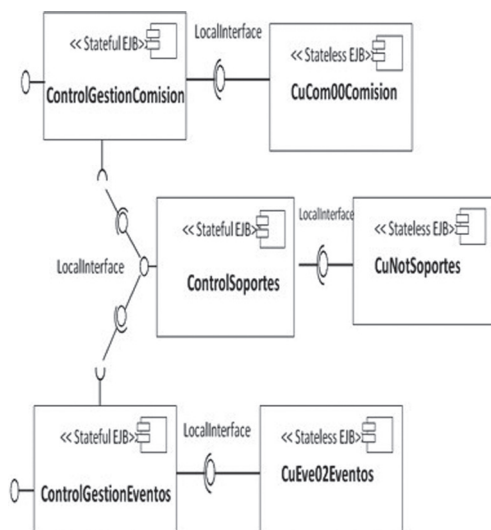 << Stateful EJB>
ControlGestionComision
LocalInterface
<< Stateless EJB>
CuCom00Comision
LocalInterface
<< Stateful EJB>
ControlSoportes
LocalInterface
<< Stateless EJB>
CuNotSoportes
<< Stateful EJB>
ControlGestionEventos
LocalInterface
<< Stateless EJB>
CuEve02Eventos